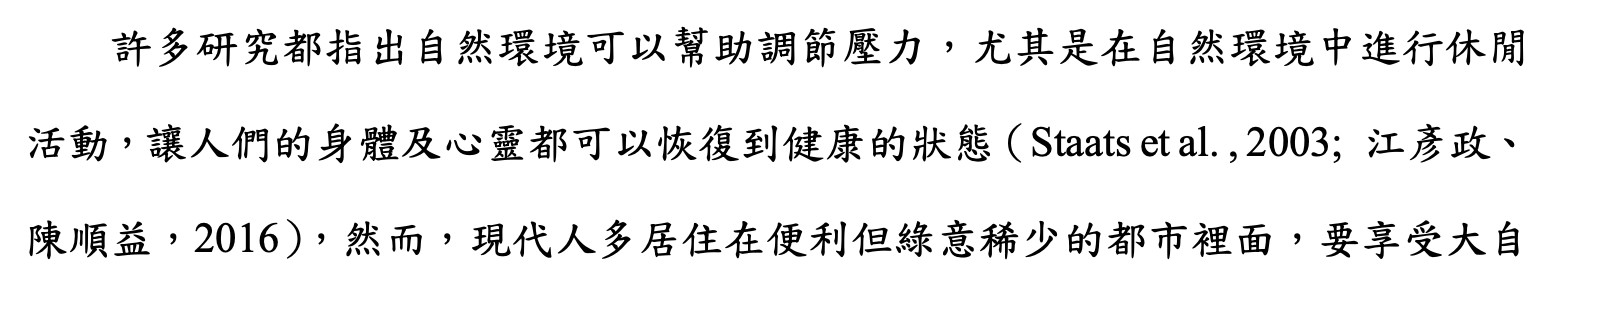 許多研究都指出自然環境可以幫助調節壓力，尤其是在自然環境中進行休閒
活動，讓人們的身體及心靈都可以恢復到健康的狀態（Staats et al. , 2003; 江彥政、
陳順益，2016），然而，現代人多居住在便利但綠意稀少的都市裡面，要享受大自